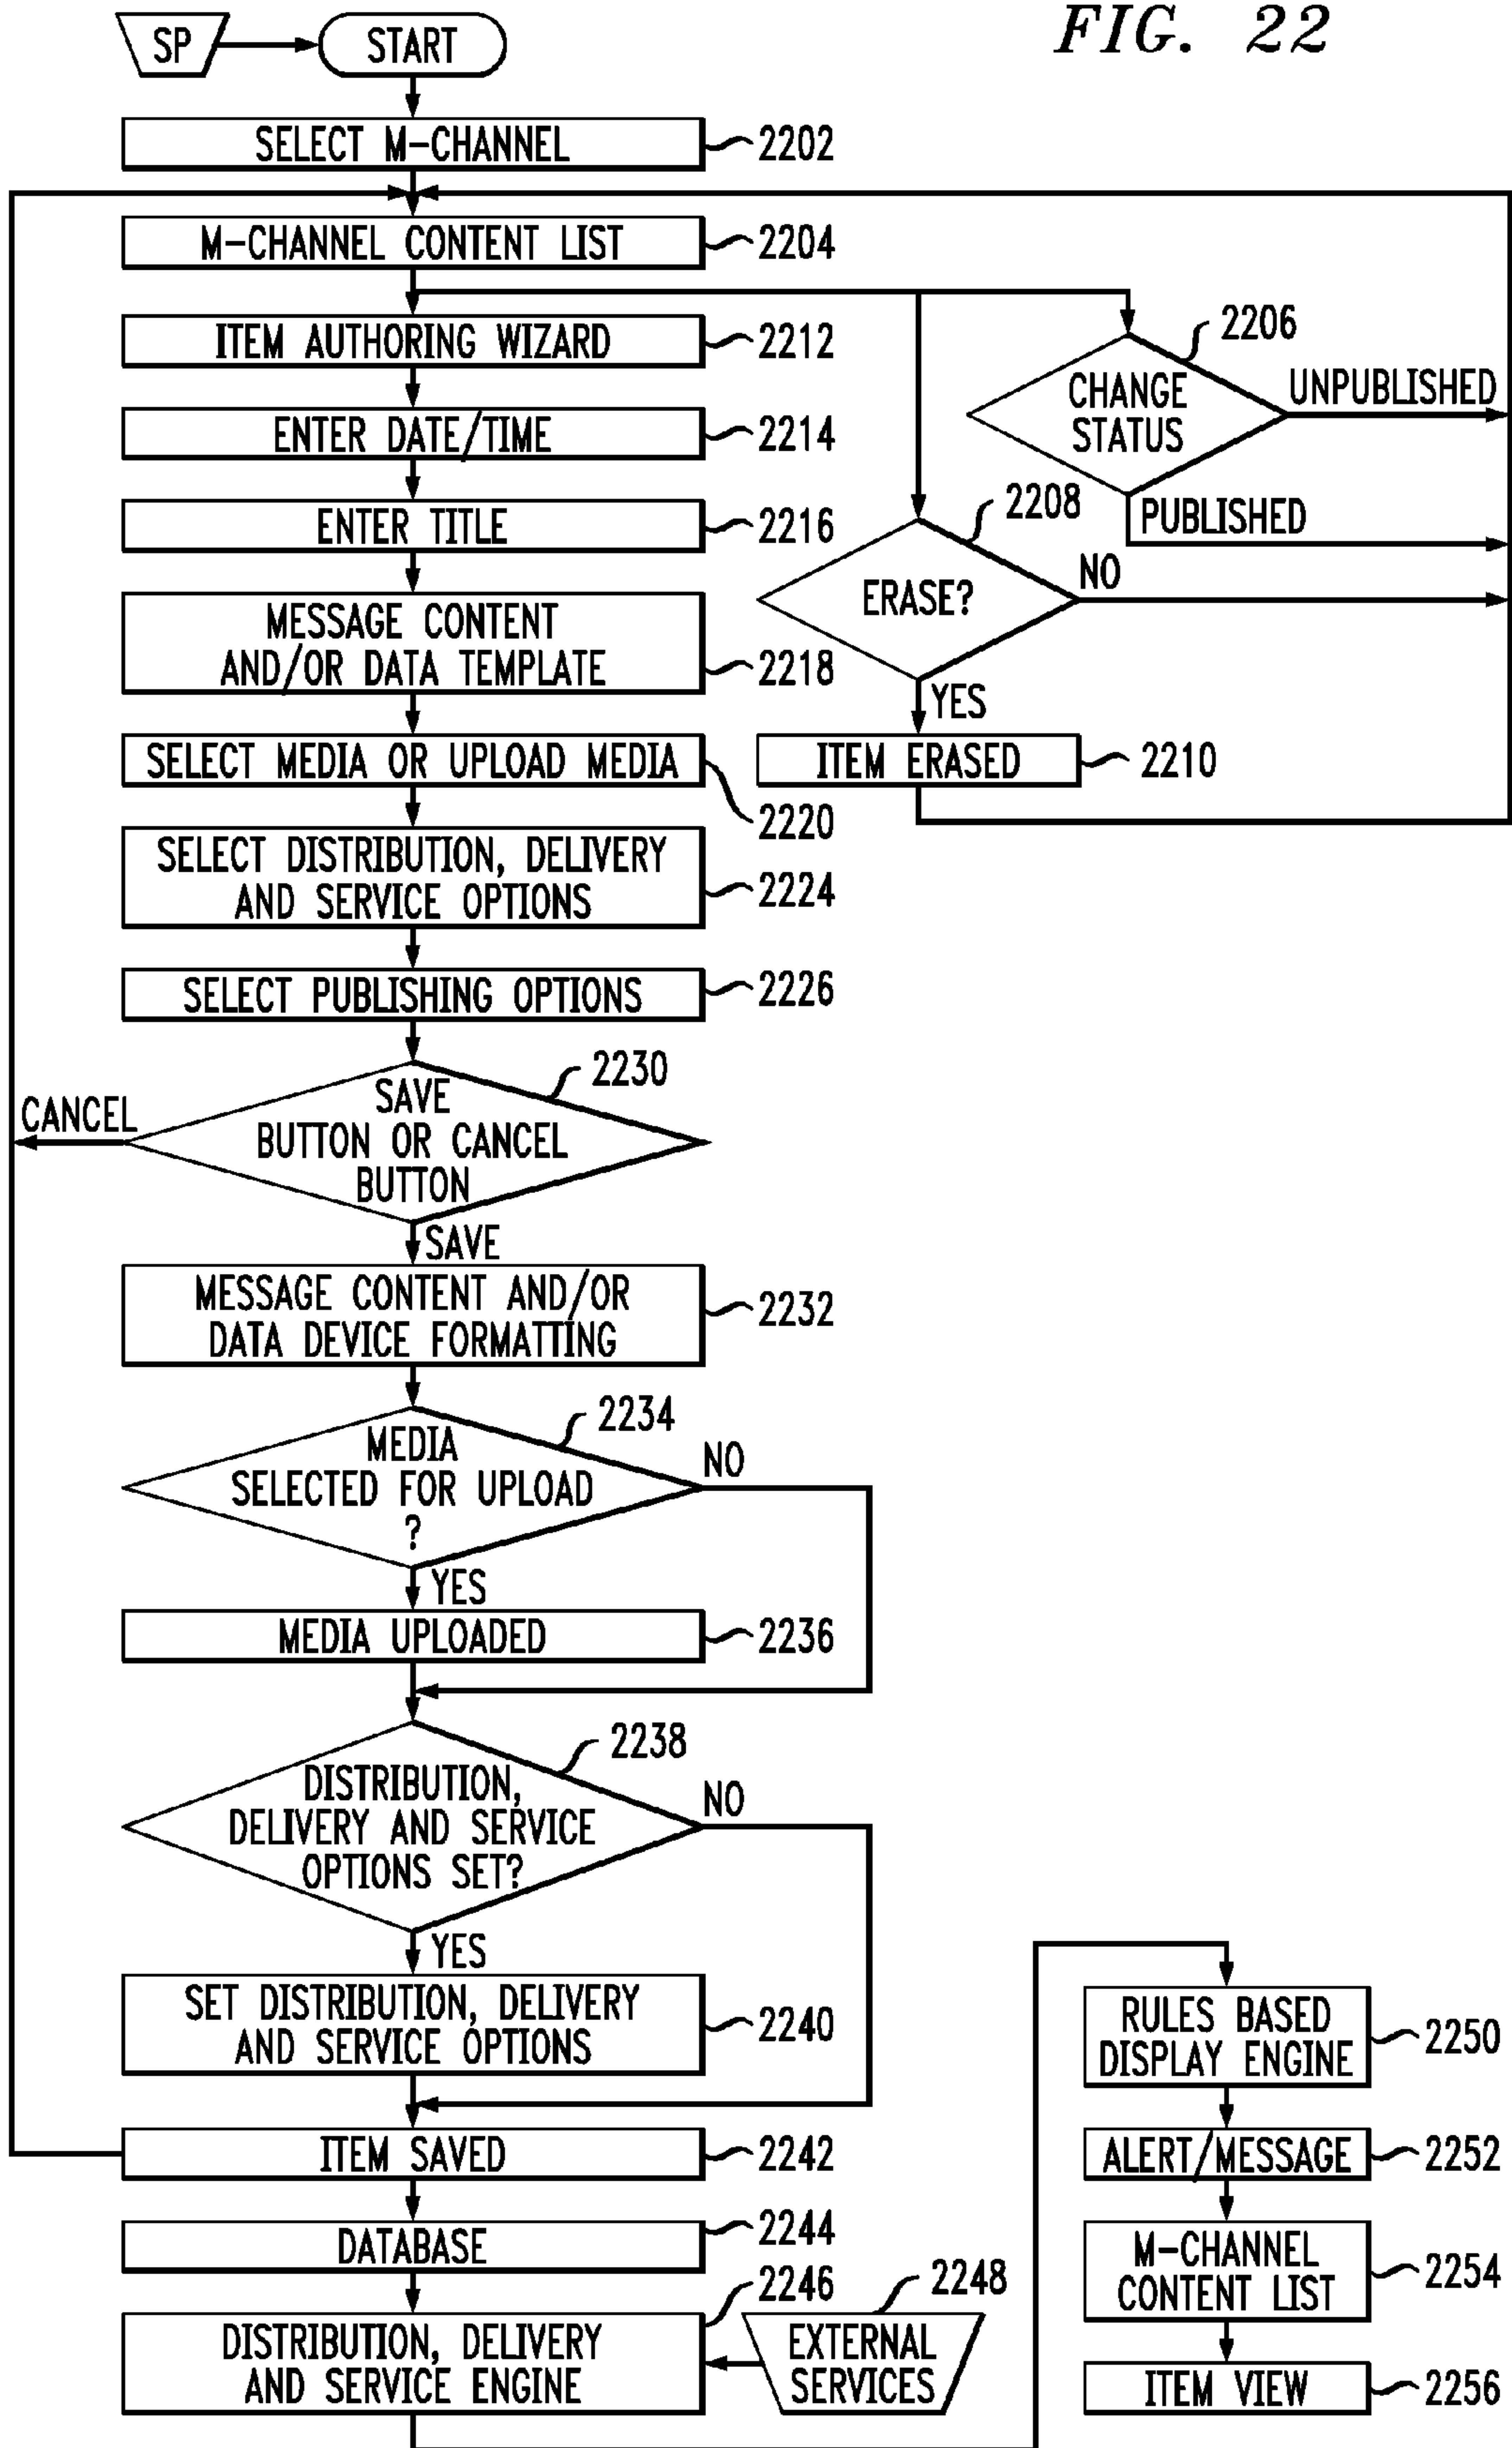 FIG. 22
SP
START
SELECT M-CHANNEL
2202
M-CHANNEL CONTENT LIST
2204
ITEM AUTHORING WIZARD
2212
2206
CHANGE
STATUS
UNPUBLISHED
PUBLISHED
ENTER DATE/TIME
2214
ENTER TITLE
2216
2208
ERASE?
NO
YES
MESSAGE CONTENT
AND/OR DATA TEMPLATE
2218
SELECT MEDIA OR UPLOAD MEDIA
2220
ITEM ERASED
2210
SELECT DISTRIBUTION, DELIVERY
AND SERVICE OPTIONS
2224
SELECT PUBLISHING OPTIONS
2226
2230
SAVE
BUTTON OR CANCEL
BUTTON
CANCEL
SAVE
MESSAGE CONTENT AND/OR
DATA DEVICE FORMATTING
2232
2234
MEDIA
SELECTED FOR UPLOAD
?
NO
YES
MEDIA UPLOADED
2236
2238
DISTRIBUTION,
DELIVERY AND SERVICE
OPTIONS SET?
NO
YES
SET DISTRIBUTION, DELIVERY
AND SERVICE OPTIONS
2240
ITEM SAVED
2242
DATABASE
2244
2246
DISTRIBUTION, DELIVERY
AND SERVICE ENGINE
2248
EXTERNAL
SERVICES
RULES BASED
DISPLAY ENGINE
2250
ALERT/MESSAGE
2252
M-CHANNEL
CONTENT LIST
2254
ITEM VIEW
2256